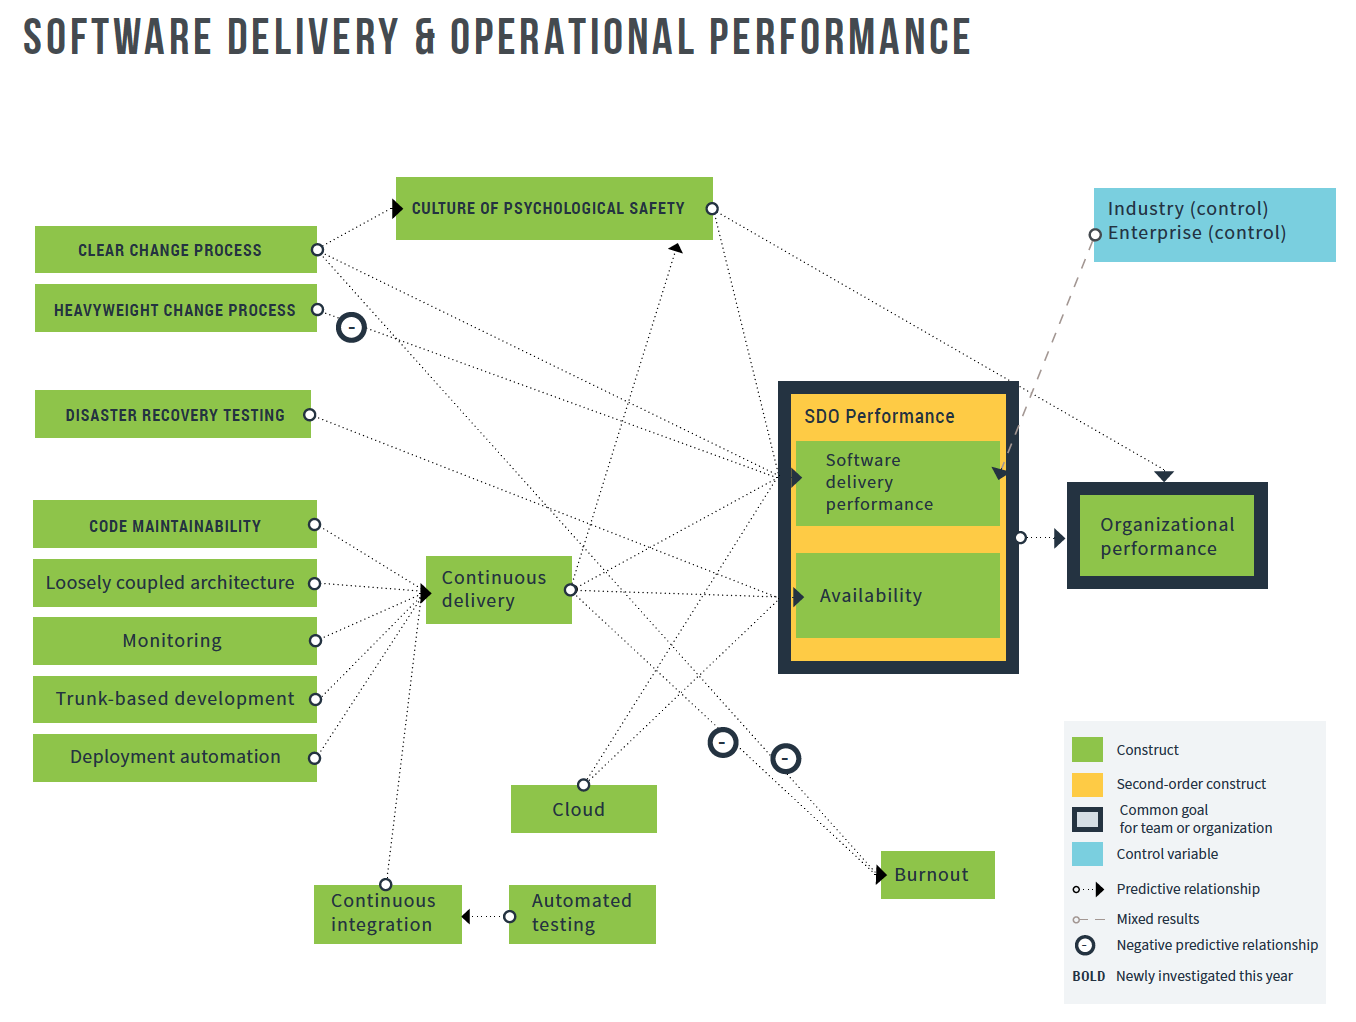 SOFTWARE DELIVERY & OPERATIONAL PERFORMANCE
CULTURE OF PSYCHOLOGICAL SAFETY
Industry (control)
Enterprise (control)
CLEAR CHANGE PROCESS
HEAVYWEIGHT CHANGE PROCESS
-
DISASTER RECOVERY TESTING
SDO Performance
Software
delivery
performance
Availability
Organizational
performance
CODE MAINTAINABILITY
Loosely coupled architecture
Monitoring
Trunk-based development
Deployment automation
Continuous
delivery
-
-
Cloud
Burnout
Continuous
integration
Automated
testing
Construct
Second-order construct
Common goal
for team or organization
Control variable
Predictive relationship
Mixed results
- Negative predictive relationship
BOLD Newly investigated this year